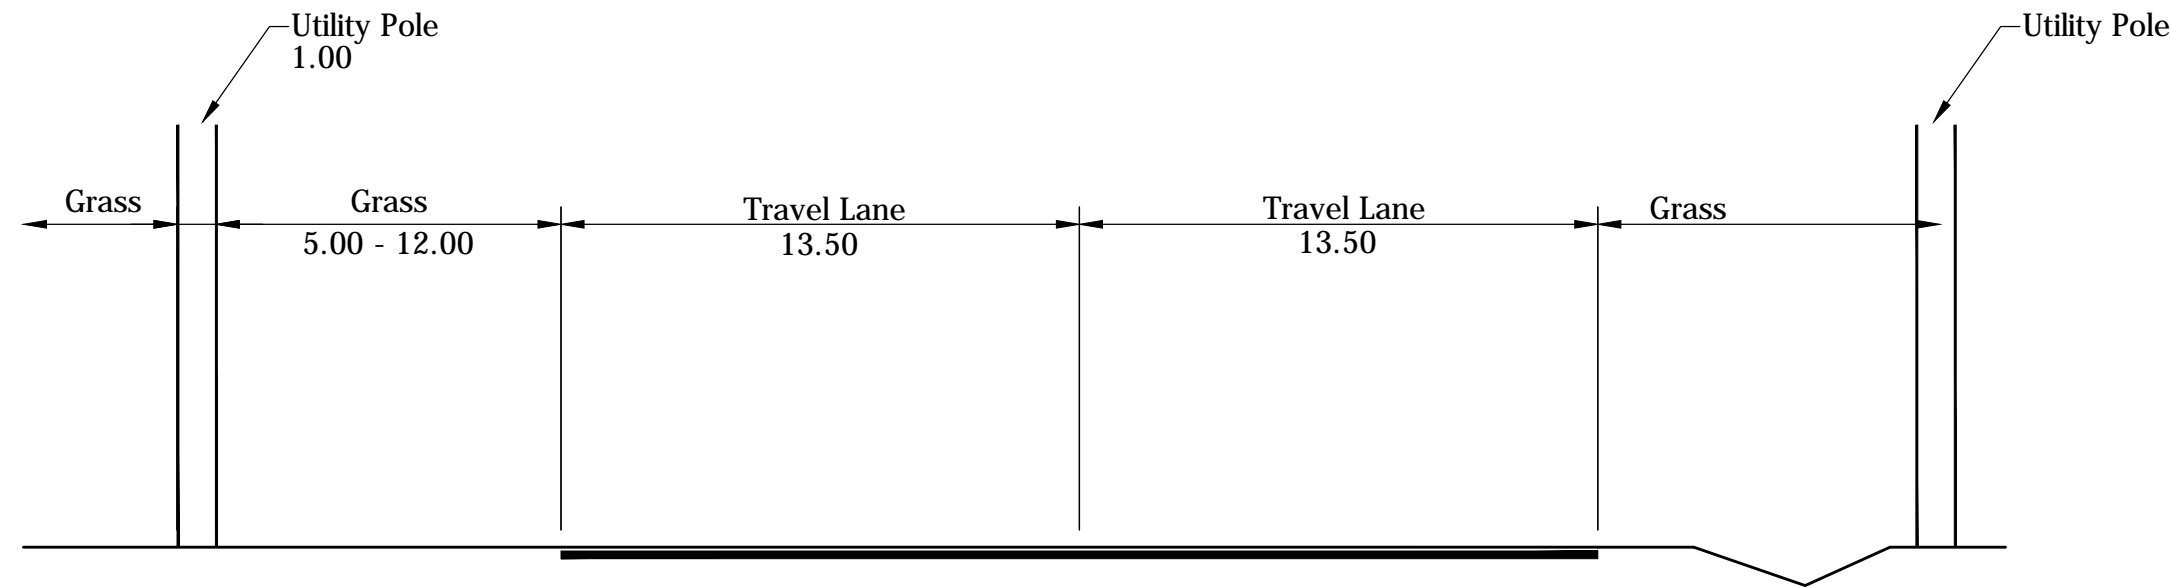 Utility Pole
1.00
Utility Pole
Grass
Grass
5.00 - 12.00
Travel Lane
13.50
Travel Lane
13.50
Grass